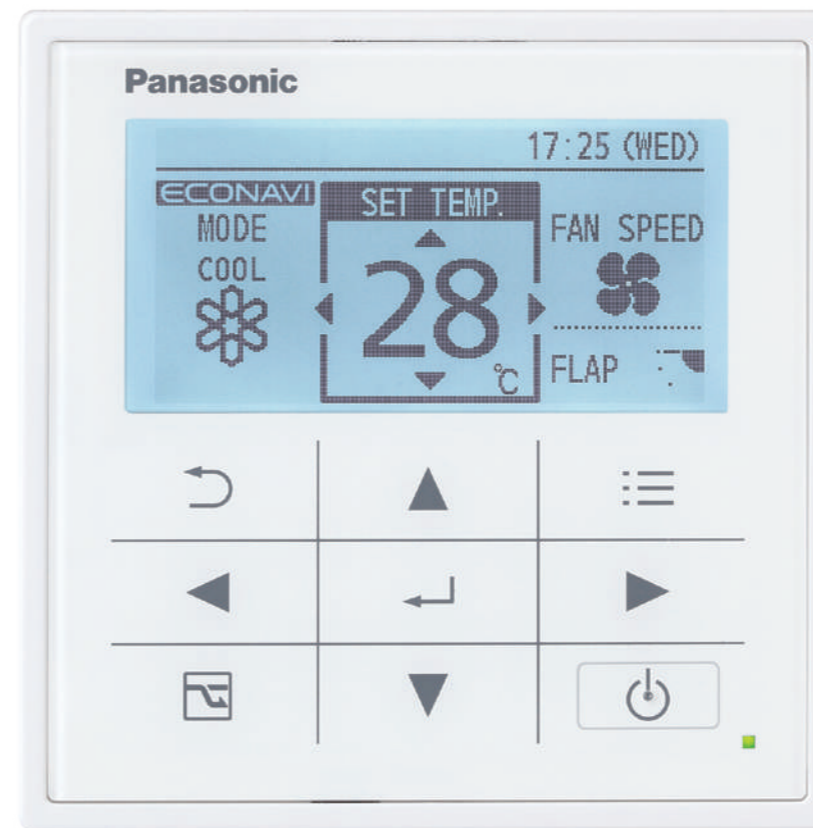 Panasonic
17:25 (WED)
ECONAVI
MODE
COOL
SET TEMP.
28
°C
FAN SPEED
FLAP